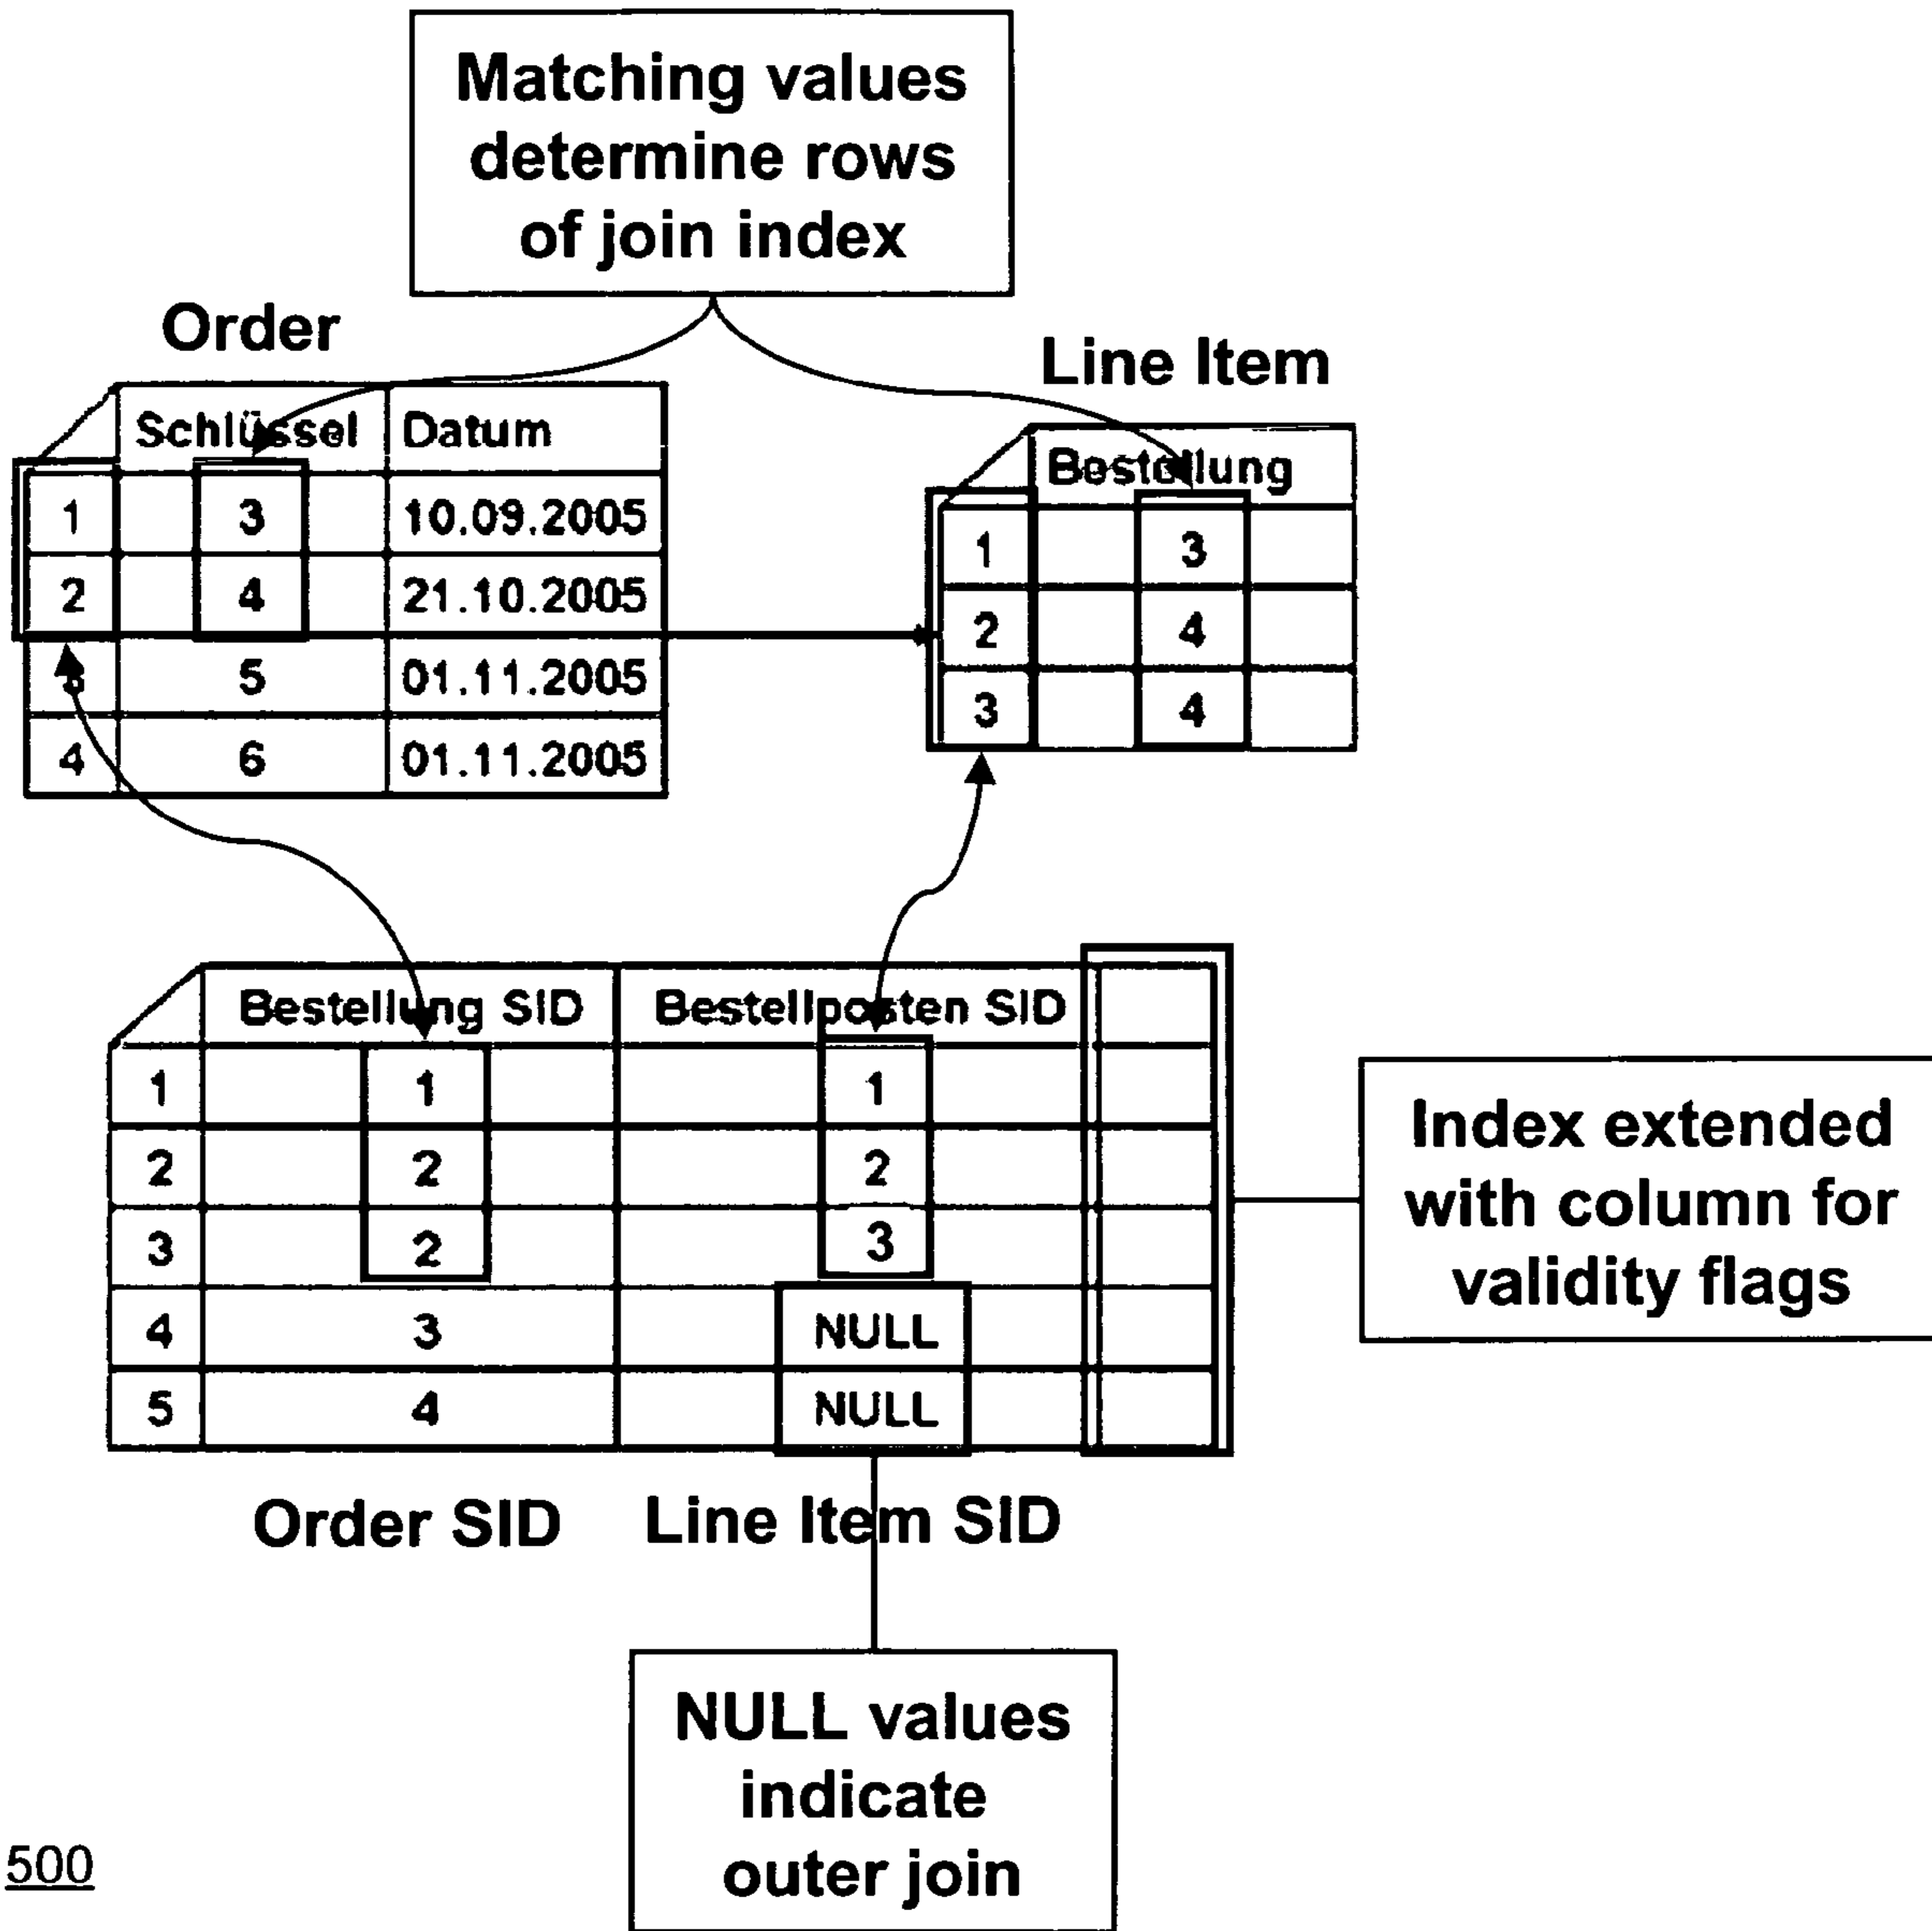 Matching values
determine rows
of join index
Order
Schlüssel Datum
1 3 10.09.2005
2 4 21.10.2005
5 01.11.2005
4 6 01.11.2005
Line Item
Bestellung
1 3
2 4
3 4
Bestellung SID Bestellposten SID
1 1 1
2 2 2
3 2 3
4 3 NULL
5 4 NULL
Order SID Line Item SID
Index extended
with column for
validity flags
NULL values
indicate
outer join
500